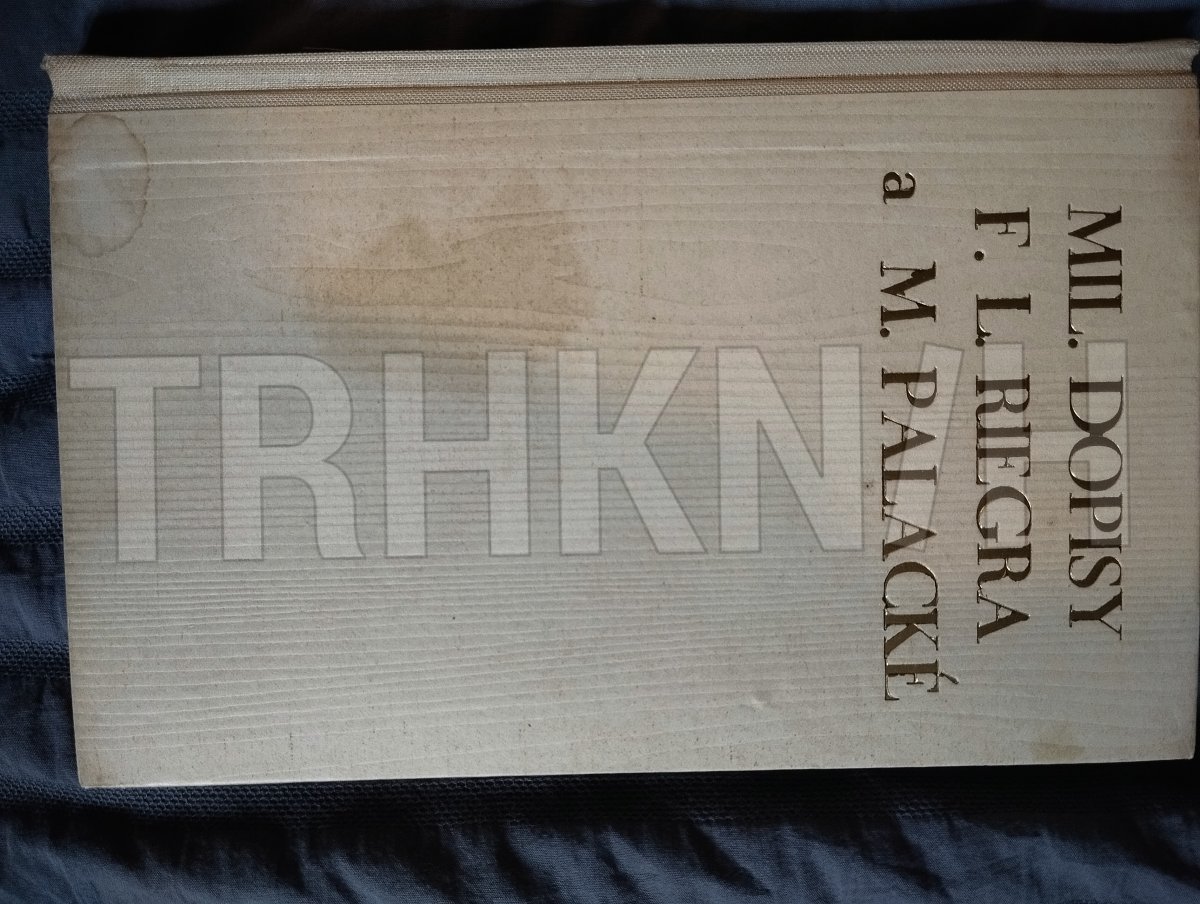 MIL. DOPISY
F. L. RIEGRA
a M. PALACKÉ
TRHKNIH